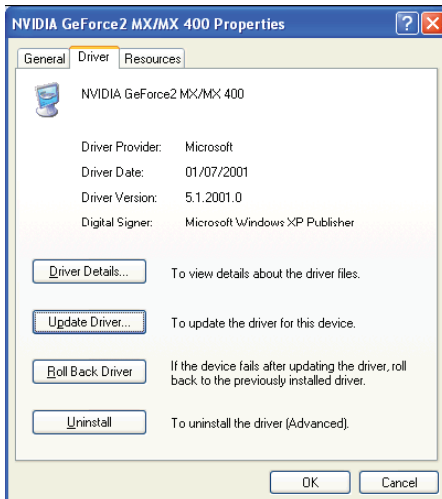 NVIDIA GeForce2 MX/MX 400 Properties
General Driver Resources
NVIDIA GeForce2 MX/MX 400
Driver Provider: Microsoft
Driver Date: 01/07/2001
Driver Version: 5.1.2001.0
Digital Signer: Microsoft Windows XP Publisher
Driver Details... To view details about the driver files.
Update Driver... To update the driver for this device.
Roll Back Driver If the device fails after updating the driver, roll
back to the previously installed driver.
Uninstall To uninstall the driver (Advanced).
OK Cancel